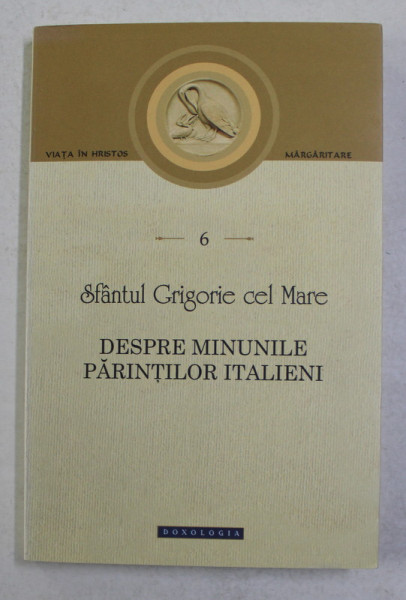 VIAȚA ÎN HRISTOS
MĂRGĂRITARE
6
Sfântul Grigorie cel Mare
DESPRE MINUNILE
PĂRINȚILOR ITALIENI
DOXOLOGIA